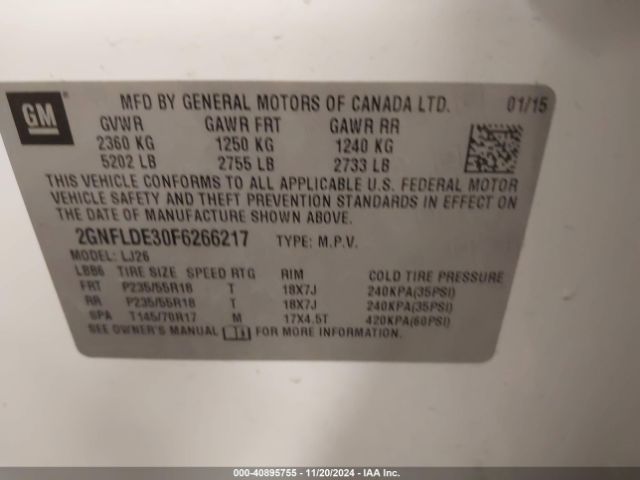 GM
MFD BY GENERAL MOTORS OF CANADA LTD. 01/15
GVWR GAWR FRT GAWR RR
2360 KG 1250 KG 1240 KG
5202 LB 2755 LB 2733 LB
THIS VEHICLE CONFORMS TO ALL APPLICABLE U.S. FEDERAL MOTOR
VEHICLE SAFETY AND THEFT PREVENTION STANDARDS IN EFFECT ON
THE DATE OF MANUFACTURE SHOWN ABOVE.
2GNFLDE30F6266217 TYPE: M.P.V.
MODEL: LJ26
LBB6 TIRE SIZE SPEED RTG RIM COLD TIRE PRESSURE
FRT P235/55R18 T 18X7J 240KPA(35PSI)
RR P235/55R18 T 18X7J 240KPA(35PSI)
SPA T145/70R17 M 17X4.5T 420KPA(60PSI)
SEE OWNER'S MANUAL FOR MORE INFORMATION.
000-40895755 - 11/20/2024 - IAA Inc.